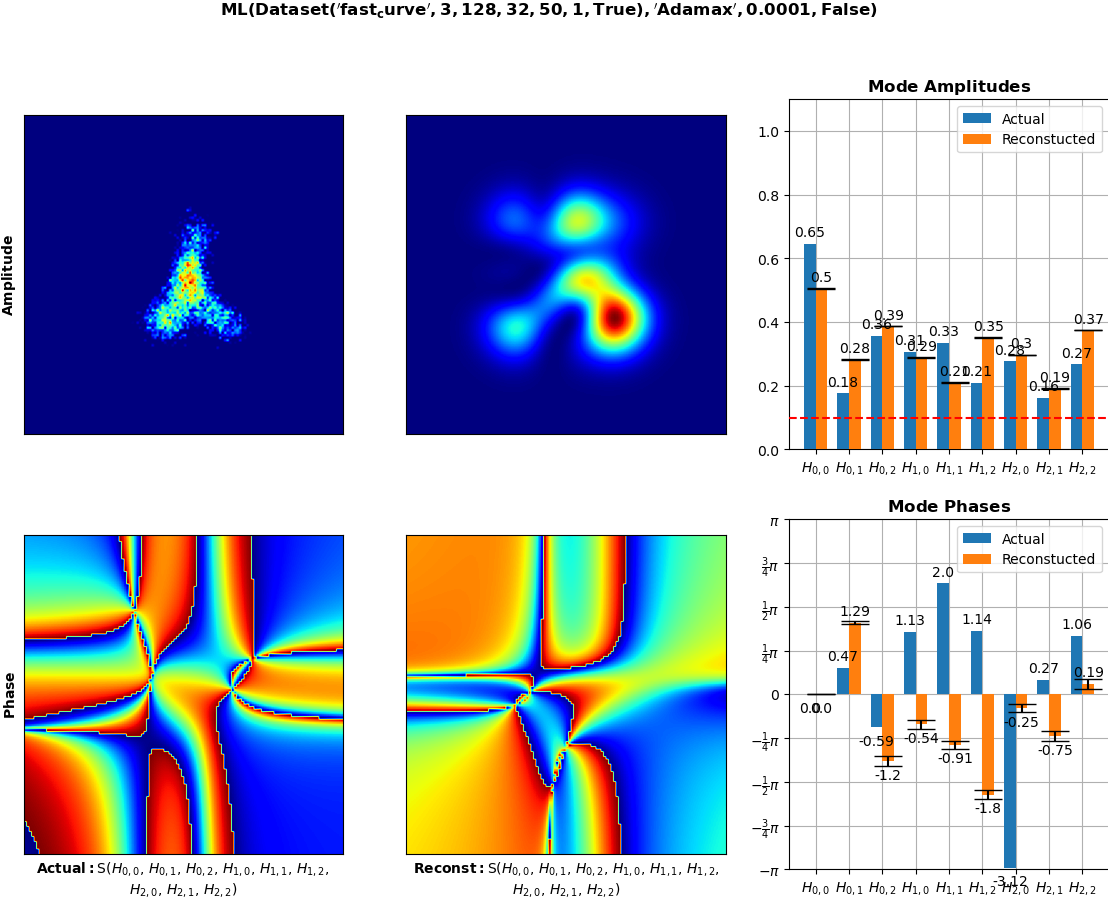 ML(Dataset(′fast_curve′, 3, 128, 32, 50, 1, True), ′Adamax′, 0.0001, False)
Amplitude
Mode Amplitudes
Actual
Reconstucted
1.0
0.8
0.6
0.4
0.2
0.0
0.65 0.5 0.18 0.28 0.36 0.39 0.31 0.29 0.33 0.21 0.21 0.35 0.28 0.3 0.16 0.19 0.27 0.37
H0,0 H0,1 H0,2 H1,0 H1,1 H1,2 H2,0 H2,1 H2,2
Phase
Mode Phases
Actual
Reconstucted
π
3/4π
1/2π
1/4π
0
−1/4π
−1/2π
−3/4π
−π
0.0 0.0 0.47 1.29 -0.59 -1.2 1.13 -0.54 2.0 -0.91 1.14 -1.8 -3.12 -0.25 0.27 -0.75 1.06 0.19
H0,0 H0,1 H0,2 H1,0 H1,1 H1,2 H2,0 H2,1 H2,2
Actual: S(H0,0, H0,1, H0,2, H1,0, H1,1, H1,2,
H2,0, H2,1, H2,2)
Reconst: S(H0,0, H0,1, H0,2, H1,0, H1,1, H1,2,
H2,0, H2,1, H2,2)